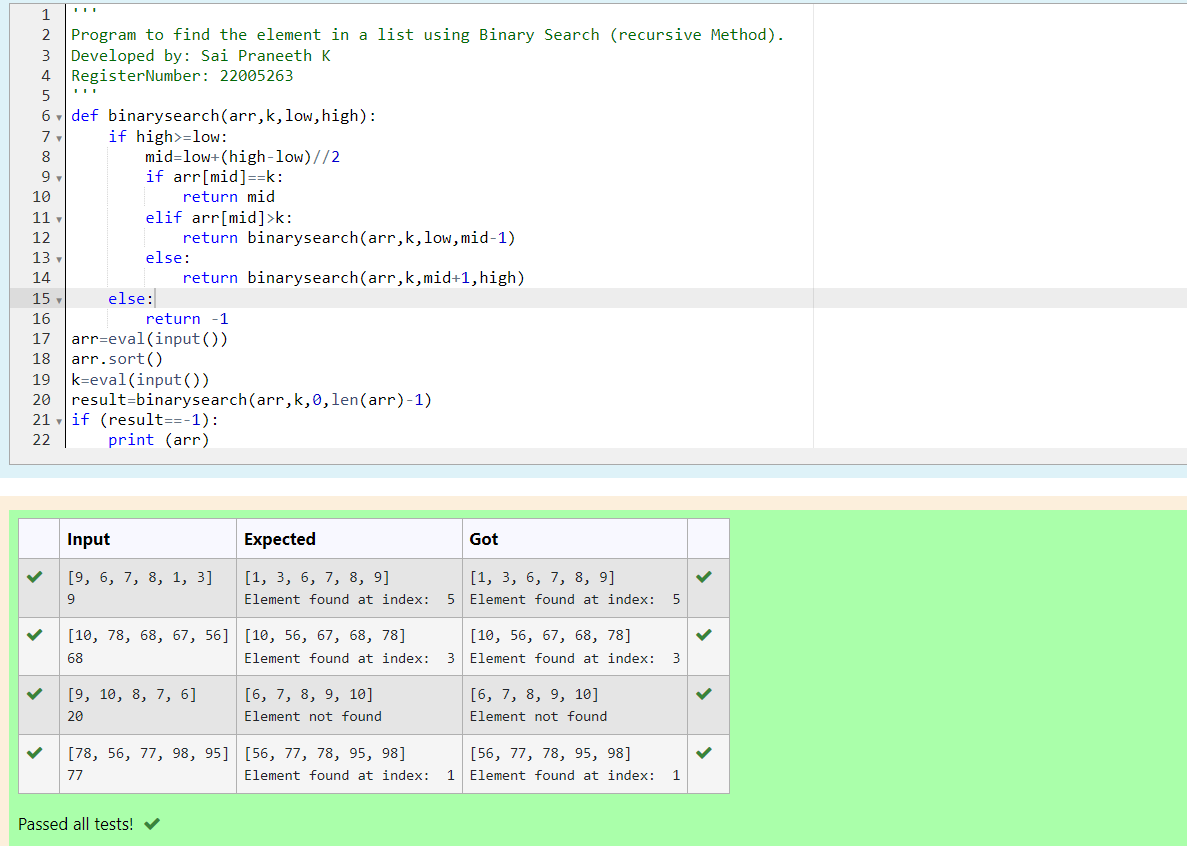 1 '''
2 Program to find the element in a list using Binary Search (recursive Method).
3 Developed by: Sai Praneeth K
4 RegisterNumber: 22005263
5 '''
6 def binarysearch(arr,k,low,high):
7     if high>=low:
8         mid=low+(high-low)//2
9         if arr[mid]==k:
10             return mid
11         elif arr[mid]>k:
12             return binarysearch(arr,k,low,mid-1)
13         else:
14             return binarysearch(arr,k,mid+1,high)
15     else:
16         return -1
17 arr=eval(input())
18 arr.sort()
19 k=eval(input())
20 result=binarysearch(arr,k,0,len(arr)-1)
21 if (result==-1):
22     print (arr)
Input Expected Got
[9, 6, 7, 8, 1, 3] [1, 3, 6, 7, 8, 9] [1, 3, 6, 7, 8, 9]
9 Element found at index:  5 Element found at index:  5
[10, 78, 68, 67, 56] [10, 56, 67, 68, 78] [10, 56, 67, 68, 78]
68 Element found at index:  3 Element found at index:  3
[9, 10, 8, 7, 6] [6, 7, 8, 9, 10] [6, 7, 8, 9, 10]
20 Element not found Element not found
[78, 56, 77, 98, 95] [56, 77, 78, 95, 98] [56, 77, 78, 95, 98]
77 Element found at index:  1 Element found at index:  1
Passed all tests!